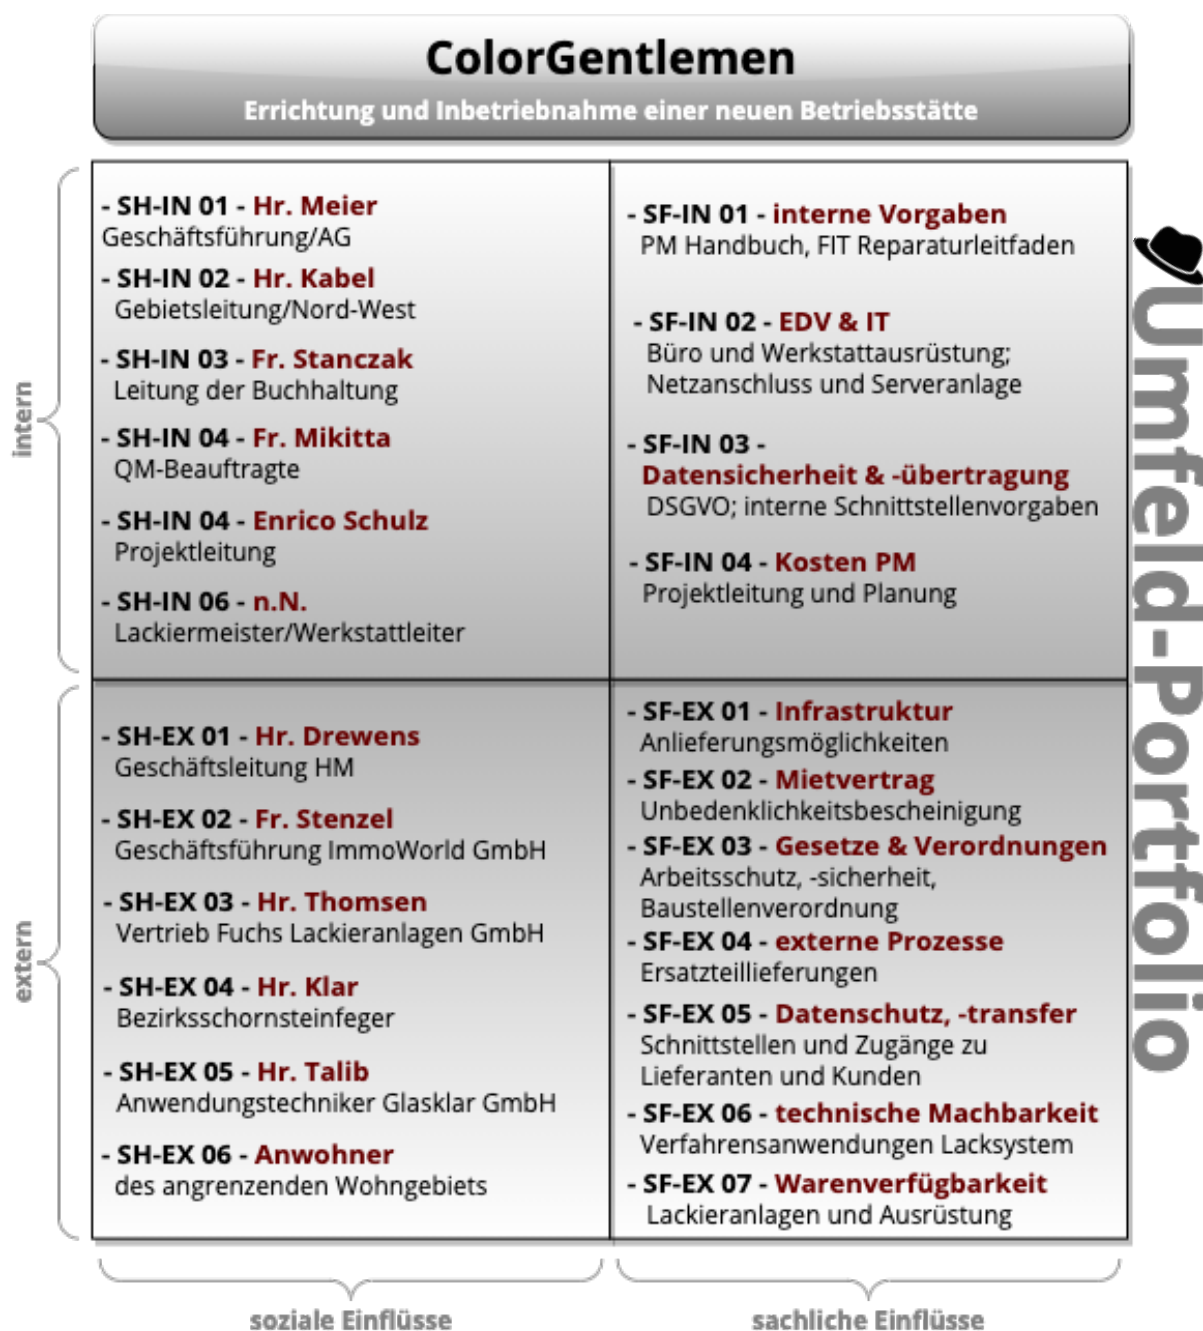 ColorGentlemen
Errichtung und Inbetriebnahme einer neuen Betriebsstätte
intern
- SH-IN 01 - Hr. Meier
Geschäftsführung/AG
- SH-IN 02 - Hr. Kabel
Gebietsleitung/Nord-West
- SH-IN 03 - Fr. Stanczak
Leitung der Buchhaltung
- SH-IN 04 - Fr. Mikitta
QM-Beauftragte
- SH-IN 04 - Enrico Schulz
Projektleitung
- SH-IN 06 - n.N.
Lackiermeister/Werkstattleiter
- SF-IN 01 - interne Vorgaben
PM Handbuch, FIT Reparaturleitfaden
- SF-IN 02 - EDV & IT
Büro und Werkstattausrüstung;
Netzanschluss und Serveranlage
- SF-IN 03 -
Datensicherheit & -übertragung
DSGVO; interne Schnittstellenvorgaben
- SF-IN 04 - Kosten PM
Projektleitung und Planung
extern
- SH-EX 01 - Hr. Drewens
Geschäftsleitung HM
- SH-EX 02 - Fr. Stenzel
Geschäftsführung ImmoWorld GmbH
- SH-EX 03 - Hr. Thomsen
Vertrieb Fuchs Lackieranlagen GmbH
- SH-EX 04 - Hr. Klar
Bezirksschornsteinfeger
- SH-EX 05 - Hr. Talib
Anwendungstechniker Glasklar GmbH
- SH-EX 06 - Anwohner
des angrenzenden Wohngebiets
- SF-EX 01 - Infrastruktur
Anlieferungsmöglichkeiten
- SF-EX 02 - Mietvertrag
Unbedenklichkeitsbescheinigung
- SF-EX 03 - Gesetze & Verordnungen
Arbeitsschutz, -sicherheit,
Baustellenverordnung
- SF-EX 04 - externe Prozesse
Ersatzteillieferungen
- SF-EX 05 - Datenschutz, -transfer
Schnittstellen und Zugänge zu
Lieferanten und Kunden
- SF-EX 06 - technische Machbarkeit
Verfahrensanwendungen Lacksystem
- SF-EX 07 - Warenverfügbarkeit
Lackieranlagen und Ausrüstung
soziale Einflüsse
sachliche Einflüsse
Umfeld-Portfolio